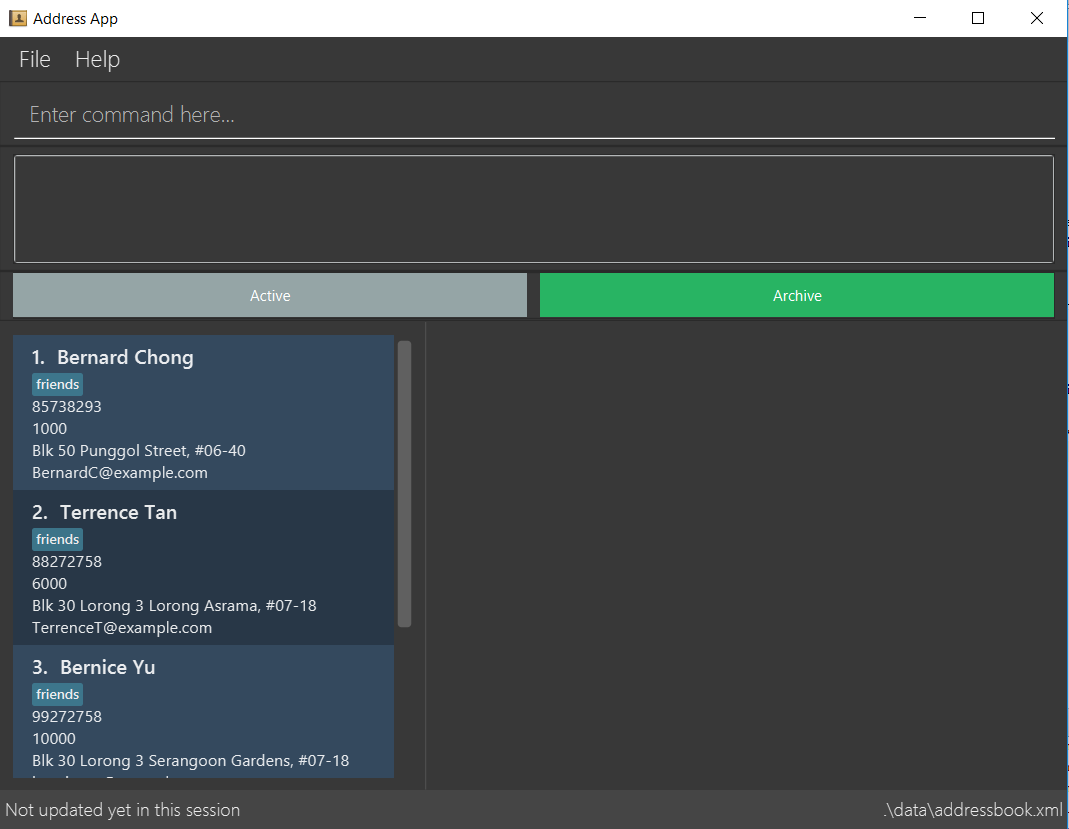 Address App
File Help
Enter command here...
Active Archive
1. Bernard Chong
friends
85738293
1000
Blk 50 Punggol Street, #06-40
BernardC@example.com
2. Terrence Tan
friends
88272758
6000
Blk 30 Lorong 3 Lorong Asrama, #07-18
TerrenceT@example.com
3. Bernice Yu
friends
99272758
10000
Blk 30 Lorong 3 Serangoon Gardens, #07-18
Not updated yet in this session .\data\addressbook.xml